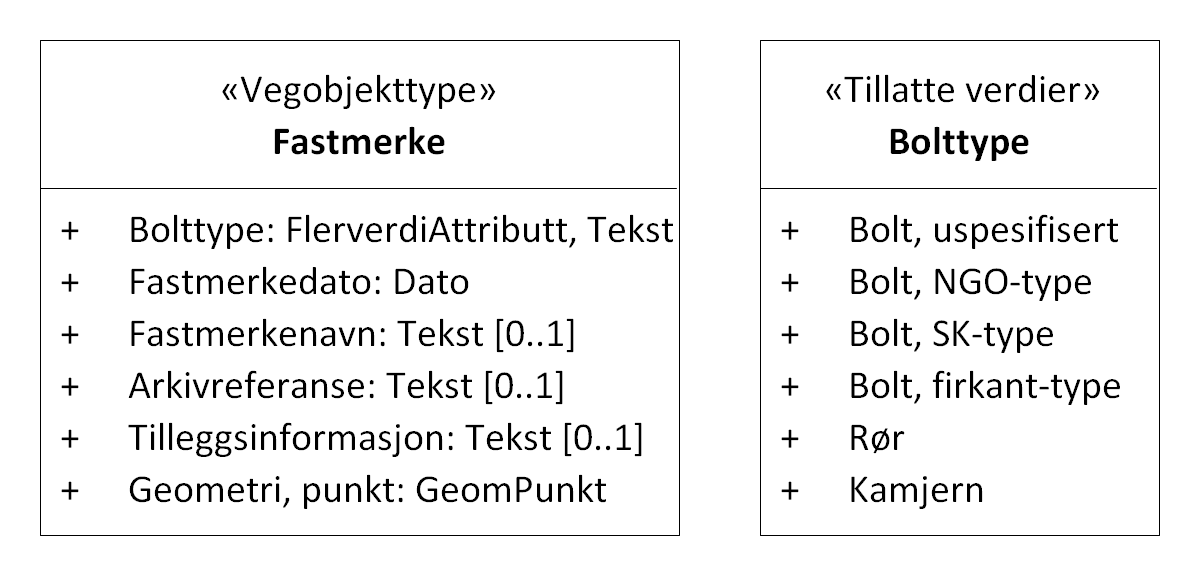 «Vegobjekttype»
Fastmerke
+ Bolttype: FlerverdiAttributt, Tekst
+ Fastmerkedato: Dato
+ Fastmerkenavn: Tekst [0..1]
+ Arkivreferanse: Tekst [0..1]
+ Tilleggsinformasjon: Tekst [0..1]
+ Geometri, punkt: GeomPunkt
«Tillatte verdier»
Bolttype
+ Bolt, uspesifisert
+ Bolt, NGO-type
+ Bolt, SK-type
+ Bolt, firkant-type
+ Rør
+ Kamjern